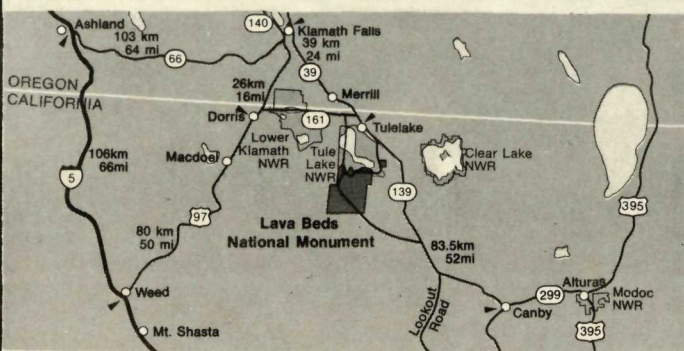 Ashland
103 km
64 mi
66
140
Klamath Falls
39 km
24 mi
39
OREGON
CALIFORNIA
26km
16mi
Merrill
Dorris
161
Tulelake
Lower
Klamath
NWR
Tule
Lake
NWR
Clear Lake
NWR
Macdoel
5
106km
66mi
97
139
395
80 km
50 mi
Lava Beds
National Monument
83.5km
52mi
Weed
Lookout
Road
299
Alturas
Modoc
NWR
Canby
395
Mt. Shasta